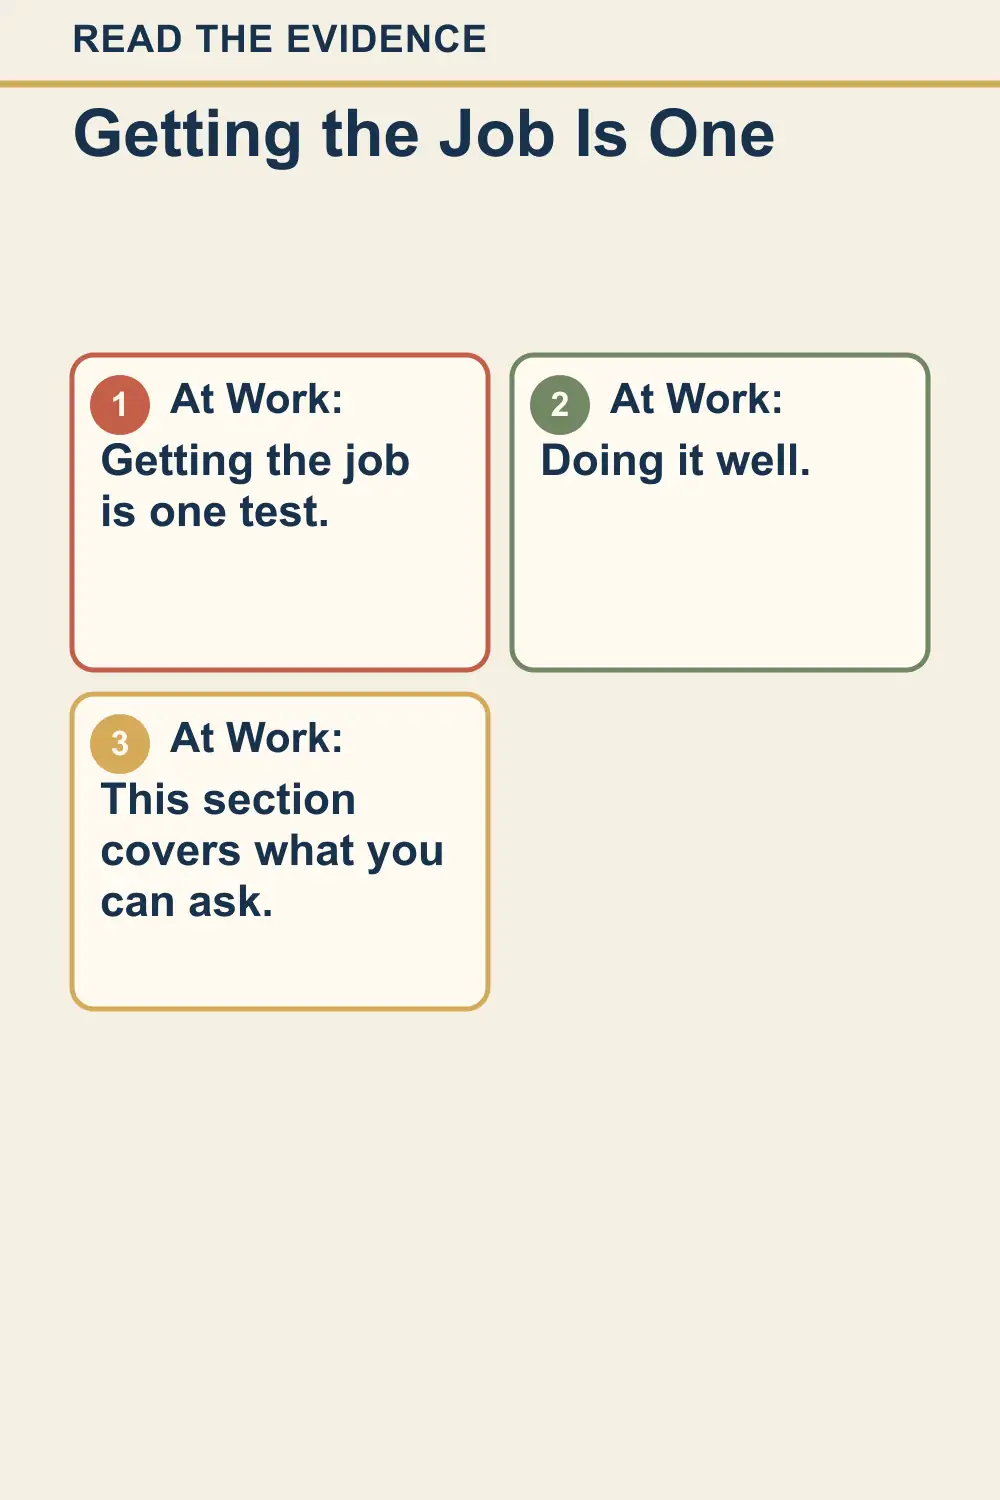 READ THE EVIDENCE
Getting the Job Is One
1 At Work:
Getting the job
is one test.
2 At Work:
Doing it well.
3 At Work:
This section
covers what you
can ask.